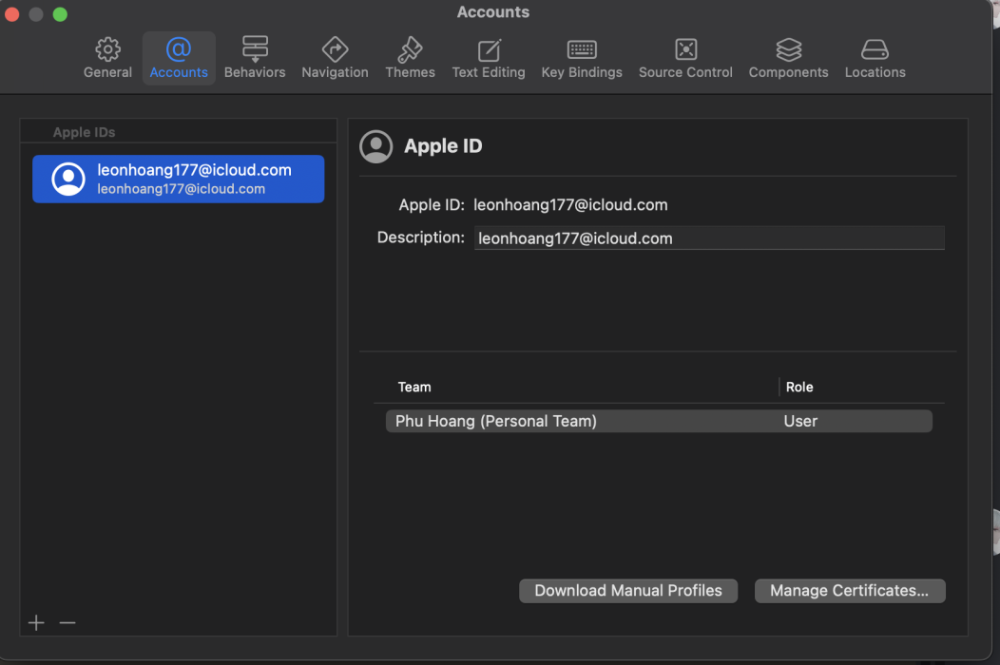 Accounts
General
Accounts
Behaviors
Navigation
Themes
Text Editing
Key Bindings
Source Control
Components
Locations
Apple IDs
leonhoang177@icloud.com
leonhoang177@icloud.com
Apple ID
Apple ID: leonhoang177@icloud.com
Description: leonhoang177@icloud.com
Team Role
Phu Hoang (Personal Team) User
Download Manual Profiles
Manage Certificates...